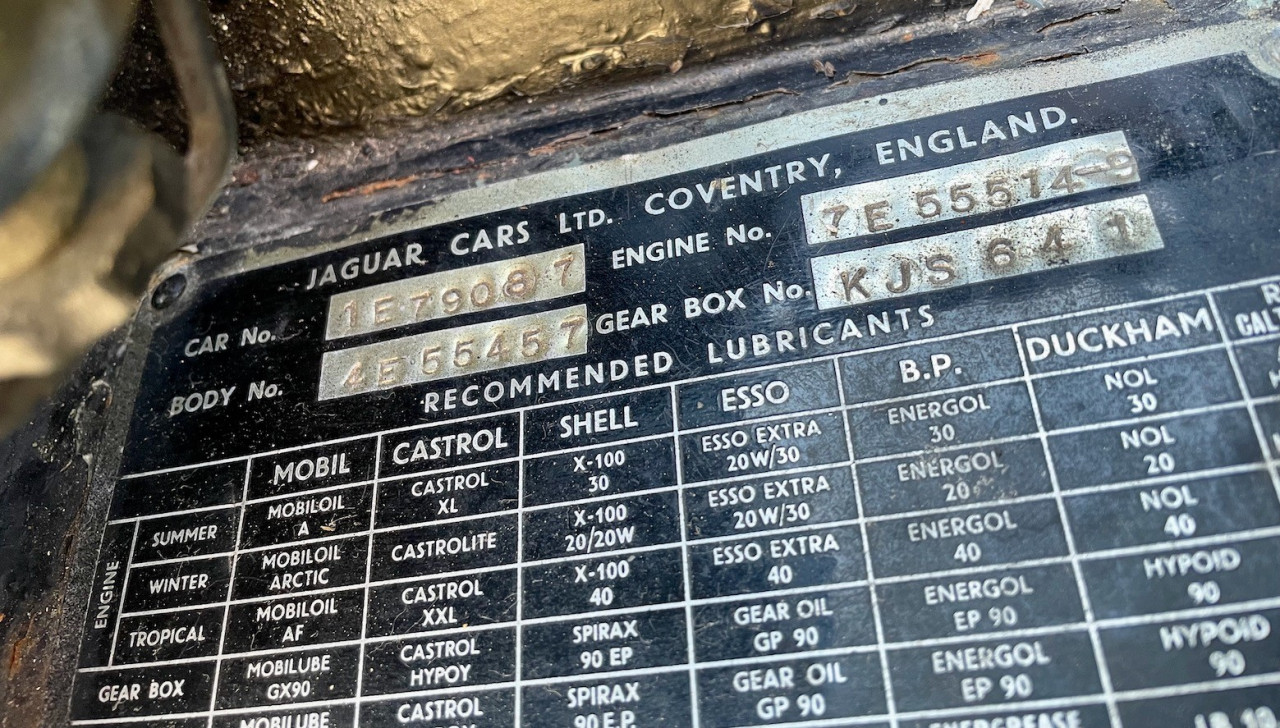 JAGUAR CARS LTD. COVENTRY, ENGLAND.
CAR No. 1E79087 ENGINE No. 7E 55514-9
BODY No. 4E55457 GEAR BOX No. KJS 641
RECOMMENDED LUBRICANTS
MOBIL CASTROL SHELL ESSO B.P. DUCKHAM
ENGINE
SUMMER MOBILOIL A CASTROL XL X-100 30 ESSO EXTRA 20W/30 ENERGOL 30 NOL 30
WINTER MOBILOIL ARCTIC CASTROLITE X-100 20/20W ESSO EXTRA 20W/30 ENERGOL 20 NOL 20
TROPICAL MOBILOIL AF CASTROL XXL X-100 40 ESSO EXTRA 40 ENERGOL 40 NOL 40
GEAR BOX MOBILUBE GX90 CASTROL HYPOY SPIRAX 90 EP GEAR OIL GP 90 ENERGOL EP 90 HYPOID 90
MOBILUBE CASTROL SPIRAX 90 E.P. GEAR OIL GP 90 ENERGOL EP 90 HYPOID 90
ENERGREASE